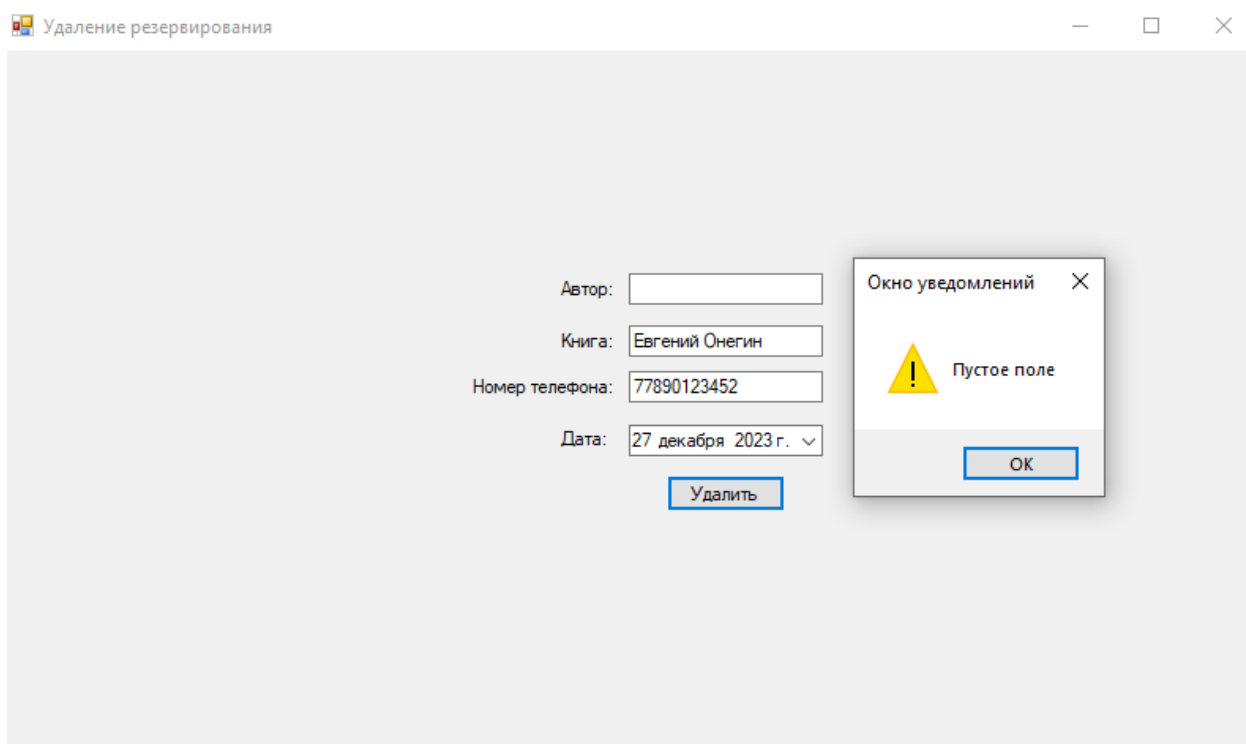 Удаление резервирования
Автор:
Книга: Евгений Онегин
Номер телефона: 77890123452
Дата: 27 декабря 2023 г.
Удалить
Окно уведомлений
Пустое поле
ОК